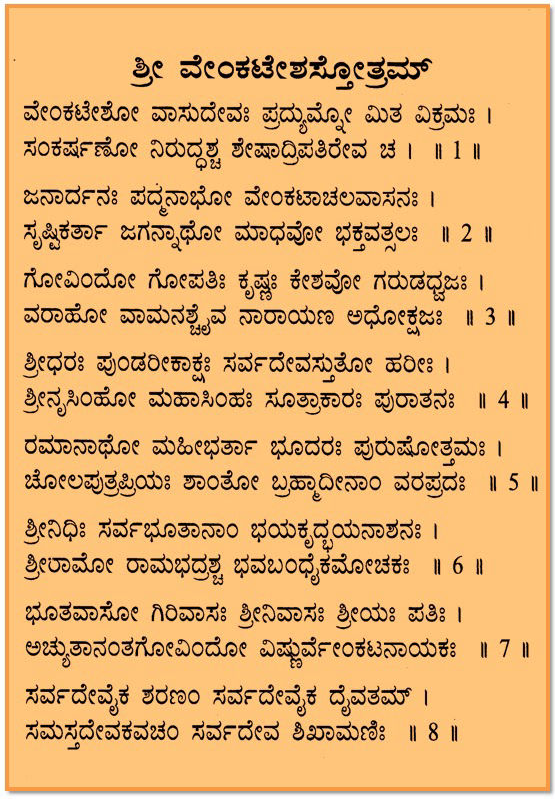 ಶ್ರೀ ವೇಂಕಟೇಶಸ್ತೋತ್ರಮ್
ವೇಂಕಟೇಶೋ ವಾಸುದೇವಃ ಪ್ರದ್ಯುಮ್ನೋ ಮಿತ ವಿಕ್ರಮಃ ।
ಸಂಕರ್ಷಣೋ ನಿರುದ್ಧಶ್ಚ ಶೇಷಾದ್ರಿಪತಿರೇವ ಚ । ॥ 1 ॥
ಜನಾರ್ದನಃ ಪದ್ಮನಾಭೋ ವೇಂಕಟಾಚಲವಾಸನಃ ।
ಸೃಷ್ಟಿಕರ್ತಾ ಜಗನ್ನಾಥೋ ಮಾಧವೋ ಭಕ್ತವತ್ಸಲಃ ॥ 2 ॥
ಗೋವಿಂದೋ ಗೋಪತಿಃ ಕೃಷ್ಣಃ ಕೇಶವೋ ಗರುಡಧ್ವಜಃ ।
ವರಾಹೋ ವಾಮನಶ್ಚೈವ ನಾರಾಯಣ ಅಧೋಕ್ಷಜಃ ॥ 3 ॥
ಶ್ರೀಧರಃ ಪುಂಡರೀಕಾಕ್ಷಃ ಸರ್ವದೇವಸ್ತುತೋ ಹರೀಃ ।
ಶ್ರೀನೃಸಿಂಹೋ ಮಹಾಸಿಂಹಃ ಸೂತ್ರಾಕಾರಃ ಪುರಾತನಃ ॥ 4 ॥
ರಮಾನಾಥೋ ಮಹೀಭರ್ತಾ ಭೂದರಃ ಪುರುಷೋತ್ತಮಃ ।
ಚೋಲಪುತ್ರಪ್ರಿಯಃ ಶಾಂತೋ ಬ್ರಹ್ಮಾದೀನಾಂ ವರಪ್ರದಃ ॥ 5 ॥
ಶ್ರೀನಿಧಿಃ ಸರ್ವಭೂತಾನಾಂ ಭಯಕೃದ್ಭಯನಾಶನಃ ।
ಶ್ರೀರಾಮೋ ರಾಮಭದ್ರಶ್ಚ ಭವಬಂಧೈಕಮೋಚಕಃ ॥ 6 ॥
ಭೂತವಾಸೋ ಗಿರಿವಾಸಃ ಶ್ರೀನಿವಾಸಃ ಶ್ರೀಯಃ ಪತಿಃ ।
ಅಚ್ಯುತಾನಂತಗೋವಿಂದೋ ವಿಷ್ಣುರ್ವೇಂಕಟನಾಯಕಃ ॥ 7 ॥
ಸರ್ವದೇವೈಕ ಶರಣಂ ಸರ್ವದೇವೈಕ ದೈವತಮ್ ।
ಸಮಸ್ತದೇವಕವಚಂ ಸರ್ವದೇವ ಶಿಖಾಮಣಿಃ ॥ 8 ॥